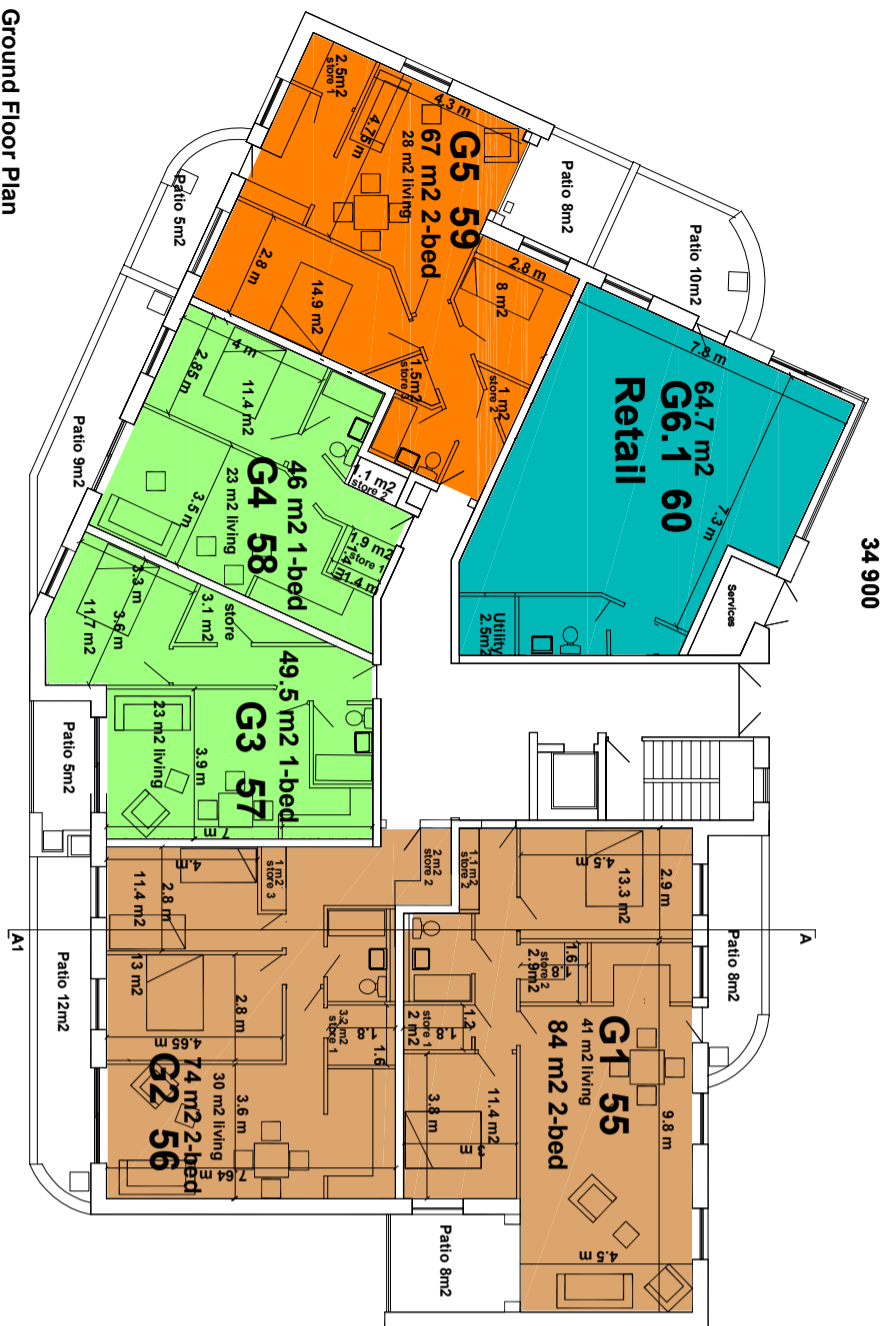 Ground Floor Plan
34 900
G5 59
67 m2 2-bed
28 m2 living
2.5m2
store 1
4.3 m
4.75m
2.8 m
14.9 m2
2.8 m
8 m2
1.5m2
store 3
1 m2
store 2
Patio 5m2
Patio 8m2
Patio 10m2
64.7 m2
G6.1 60
Retail
7.8 m
7.3 m
Services
Utility
2.5m2
46 m2 1-bed
G4 58
23 m2 living
4 m
2.85m
11.4 m2
3.5 m
1.1 m2
store 2
1.9 m2
store 1
1.4 m
Patio 9m2
49.5 m2 1-bed
G3 57
23 m2 living
3.3 m
3.6 m
11.7 m2
store
3.1 m2
3.9 m
7 m
Patio 5m2
74 m2 2-bed
G2 56
30 m2 living
4 m
2.8 m
11.4 m2
1 m2
store 3
2 m2
store 2
13 m2
2.8 m
4.65 m
3.2 m2
store 1
1.8
1.6
3.6 m
7.64 m
Patio 12m2
G1 55
41 m2 living
84 m2 2-bed
1.1 m2
store 2
4.5 m
13.3 m2
2.9 m
1.6
1.8
store 2
2.9m2
1.2
1.8
store 1
2 m2
3.8 m
11.4 m2
3 m
9.8 m
4.5 m
Patio 8m2
Patio 8m2
A
A1